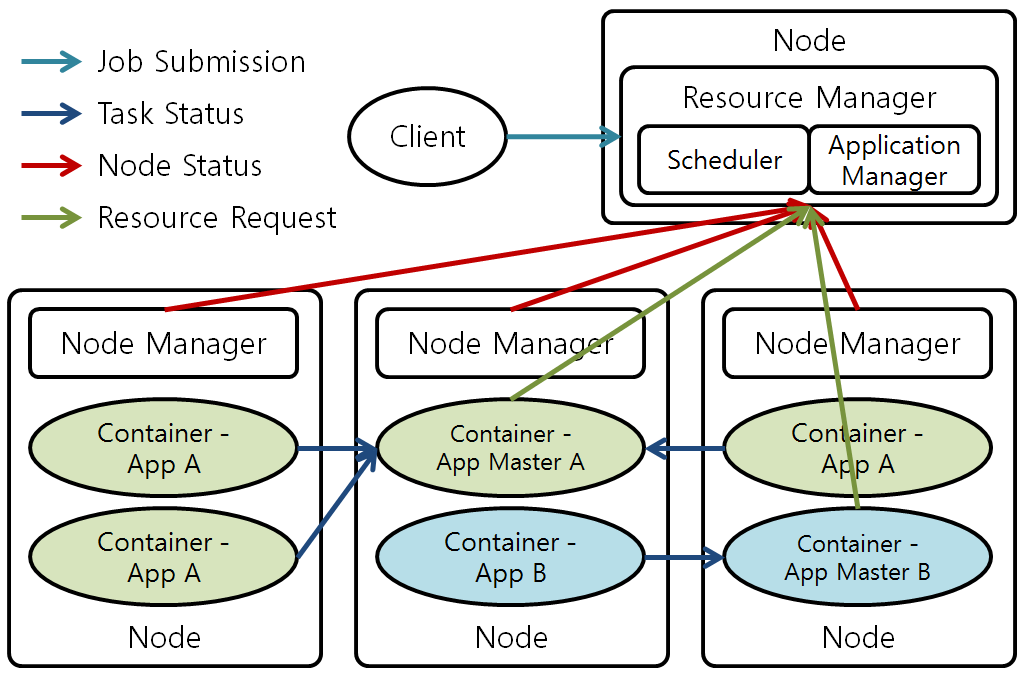 Job Submission
Task Status
Node Status
Resource Request
Client
Node
Resource Manager
Scheduler
Application
Manager
Node Manager
Container -
App A
Container -
App A
Node
Node Manager
Container -
App Master A
Container -
App B
Node
Node Manager
Container -
App A
Container -
App Master B
Node